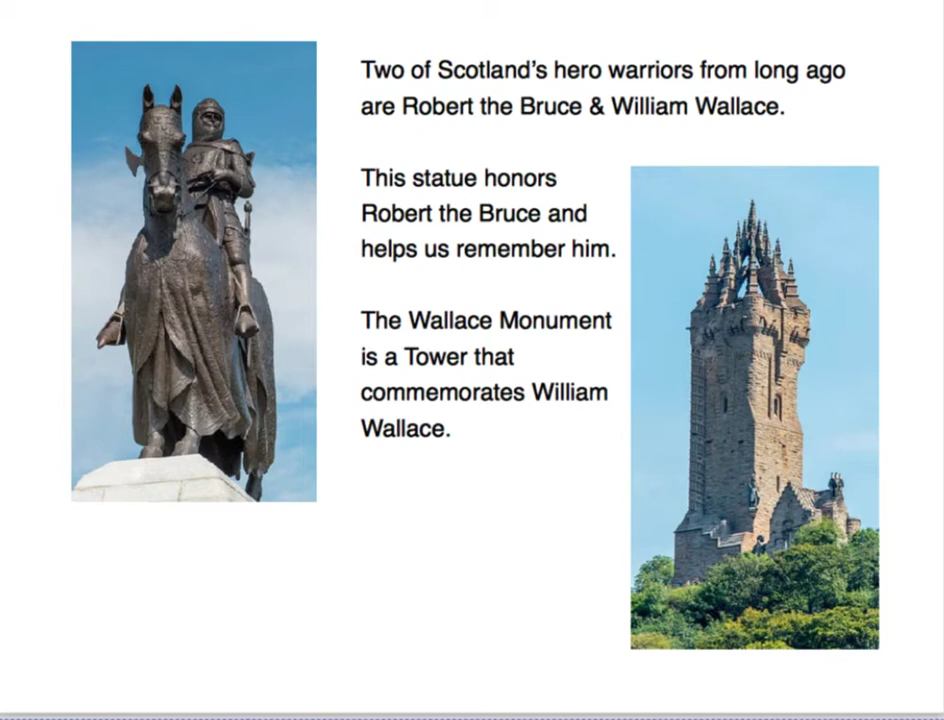 Two of Scotland’s hero warriors from long ago
are Robert the Bruce & William Wallace.
This statue honors
Robert the Bruce and
helps us remember him.
The Wallace Monument
is a Tower that
commemorates William
Wallace.